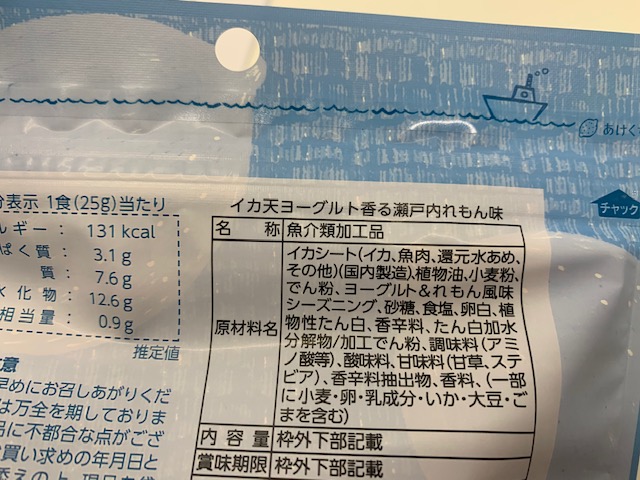 あけく
チャック
分表示 1食(25g)当たり
ルギー： 131 kcal
ぱく質： 3.1g
質： 7.6g
水化物： 12.6g
相当量： 0.9g
推定値
意
早めにお召しあがりくだ
は万全を期しておりま
品に不都合な点がござ
買い求めの年月日と
イカ天ヨーグルト香る瀬戸内れもん味
名 称 魚介類加工品
原材料名
イカシート(イカ、魚肉、還元水あめ、
その他)(国内製造)、植物油、小麦粉、
でん粉、ヨーグルト&れもん風味
シーズニング、砂糖、食塩、卵白、植
物性たん白、香辛料、たん白加水
分解物/加工でん粉、調味料(アミ
ノ酸等)、酸味料、甘味料(甘草、ステ
ビア)、香辛料抽出物、香料、(一部
に小麦・卵・乳成分・いか・大豆・ご
まを含む)
内 容 量 枠外下部記載
賞味期限 枠外下部記載